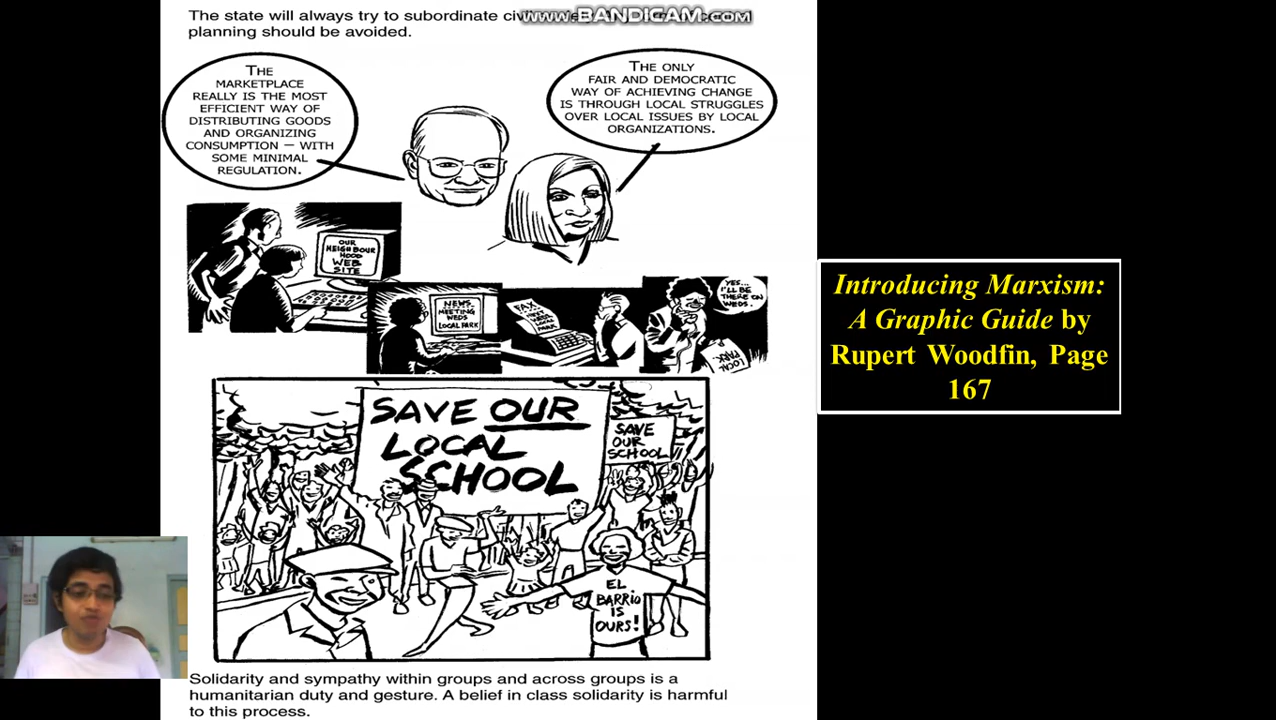 The state will always try to subordinate
WWW.BANDICAM.COM
planning should be avoided.
THE
MARKETPLACE
REALLY IS THE MOST
EFFICIENT WAY OF
DISTRIBUTING GOODS
AND ORGANIZING
CONSUMPTION – WITH
SOME MINIMAL
REGULATION.
THE ONLY
FAIR AND DEMOCRATIC
WAY OF ACHIEVING CHANGE
IS THROUGH LOCAL STRUGGLES
OVER LOCAL ISSUES BY LOCAL
ORGANIZATIONS.
OUR
NEIGHBOUR
HOOD
WEB
SITE
NEWS
MEETING
WEDS
LOCAL PARK
FAX
YES...
I'LL BE
THERE ON
WEDS.
LOCAL
PARK
SAVE OUR
LOCAL
SCHOOL
SAVE
OUR
SCHOOL
EL
BARRIO
IS
OURS!
Introducing Marxism:
A Graphic Guide by
Rupert Woodfin, Page
167
Solidarity and sympathy within groups and across groups is a
humanitarian duty and gesture. A belief in class solidarity is harmful
to this process.